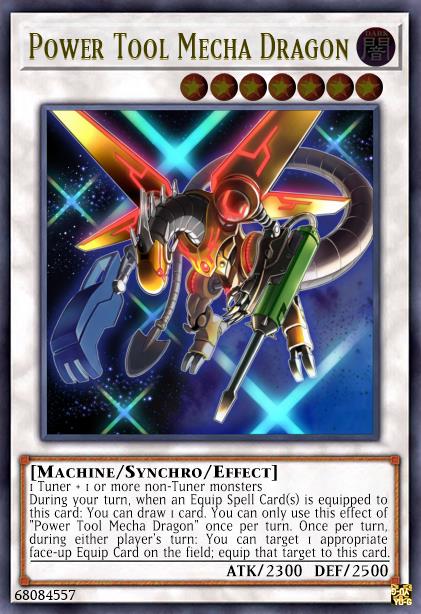 POWER TOOL MECHA DRAGON
DARK
闇
[MACHINE/SYNCHRO/EFFECT]
1 Tuner + 1 or more non-Tuner monsters
During your turn, when an Equip Spell Card(s) is equipped to
this card: You can draw 1 card. You can only use this effect of
"Power Tool Mecha Dragon" once per turn. Once per turn,
during either player's turn: You can target 1 appropriate
face-up Equip Card on the field; equip that target to this card.
ATK/2300 DEF/2500
68084557